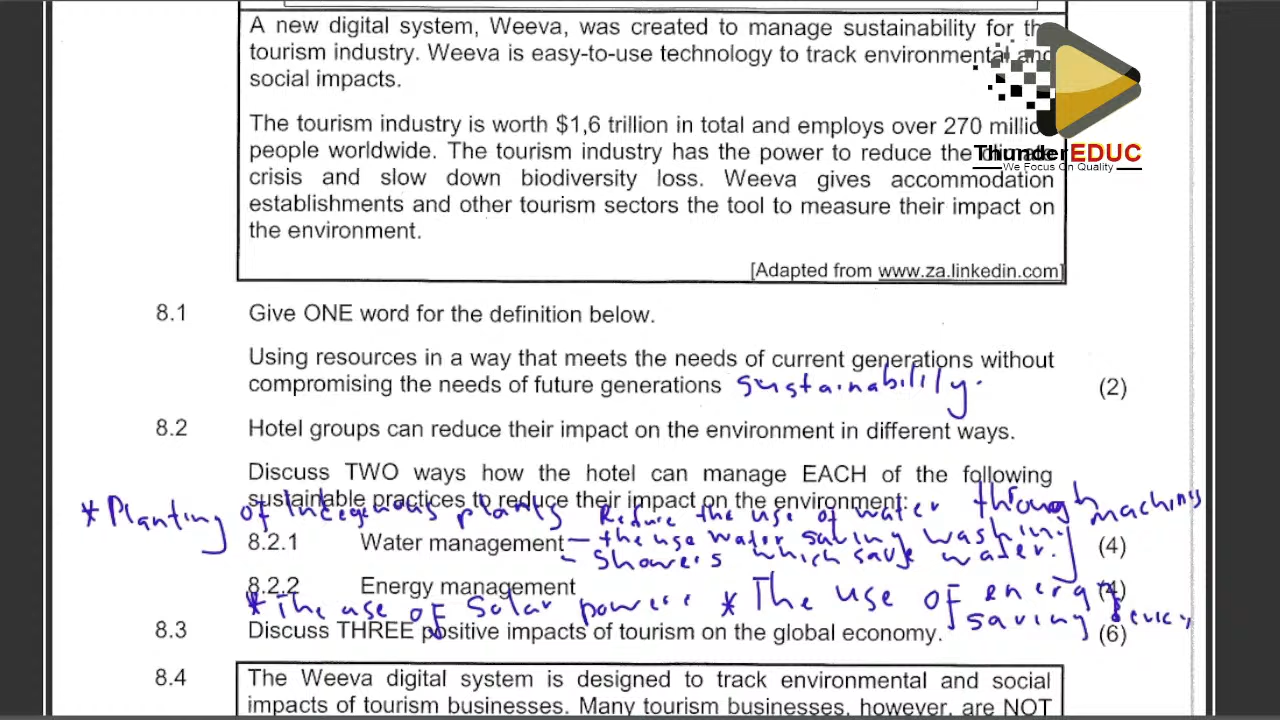 A new digital system, Weeva, was created to manage sustainability for th
tourism industry. Weeva is easy-to-use technology to track environmental and
social impacts.
The tourism industry is worth $1,6 trillion in total and employs over 270 millio
people worldwide. The tourism industry has the power to reduce the climate
crisis and slow down biodiversity loss. Weeva gives accommodation
establishments and other tourism sectors the tool to measure their impact on
the environment.
[Adapted from www.za.linkedin.com]
ThunderEDUC
We Focus On Quality
8.1 Give ONE word for the definition below.
Using resources in a way that meets the needs of current generations without
compromising the needs of future generations sustainability. (2)
8.2 Hotel groups can reduce their impact on the environment in different ways.
Discuss TWO ways how the hotel can manage EACH of the following
sustainable practices to reduce their impact on the environment:
* Planting of Indegenous plants Reduce the use of water through machines
8.2.1 Water management – the use water saving washing (4)
– showers which save water.
8.2.2 Energy management (4)
* The use of solar power * The use of energy
saving
8.3 Discuss THREE positive impacts of tourism on the global economy. (6)
8.4 The Weeva digital system is designed to track environmental and social
impacts of tourism businesses. Many tourism businesses, however, are NOT